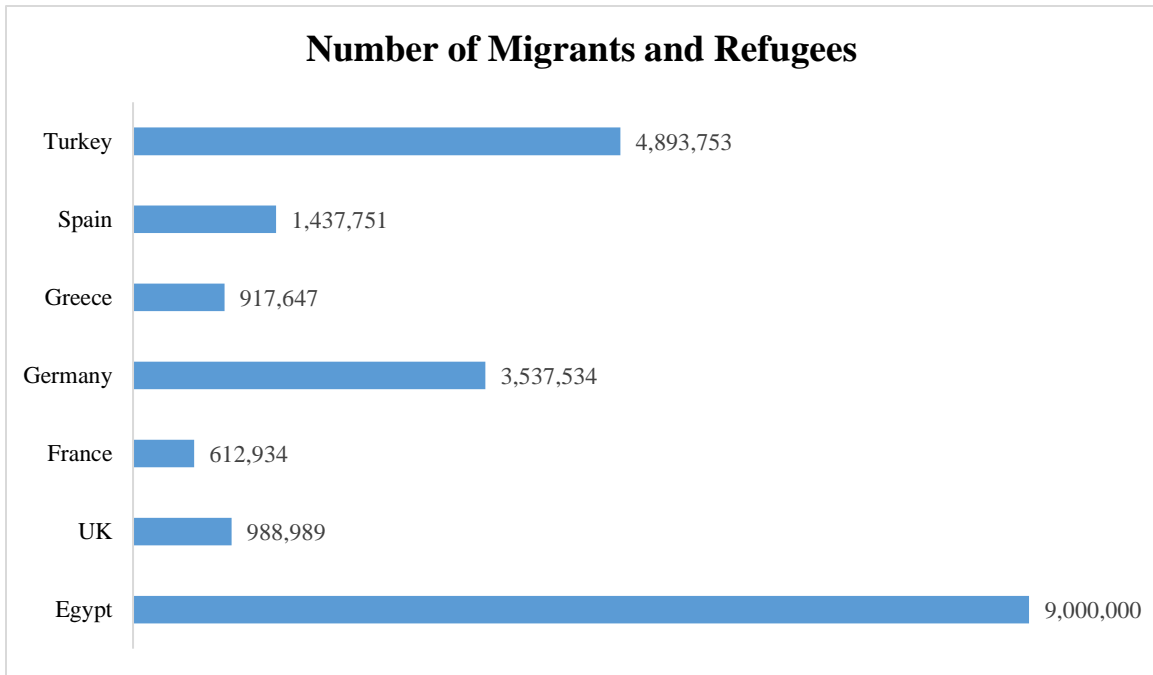 Number of Migrants and Refugees
Turkey 4,893,753
Spain 1,437,751
Greece 917,647
Germany 3,537,534
France 612,934
UK 988,989
Egypt 9,000,000